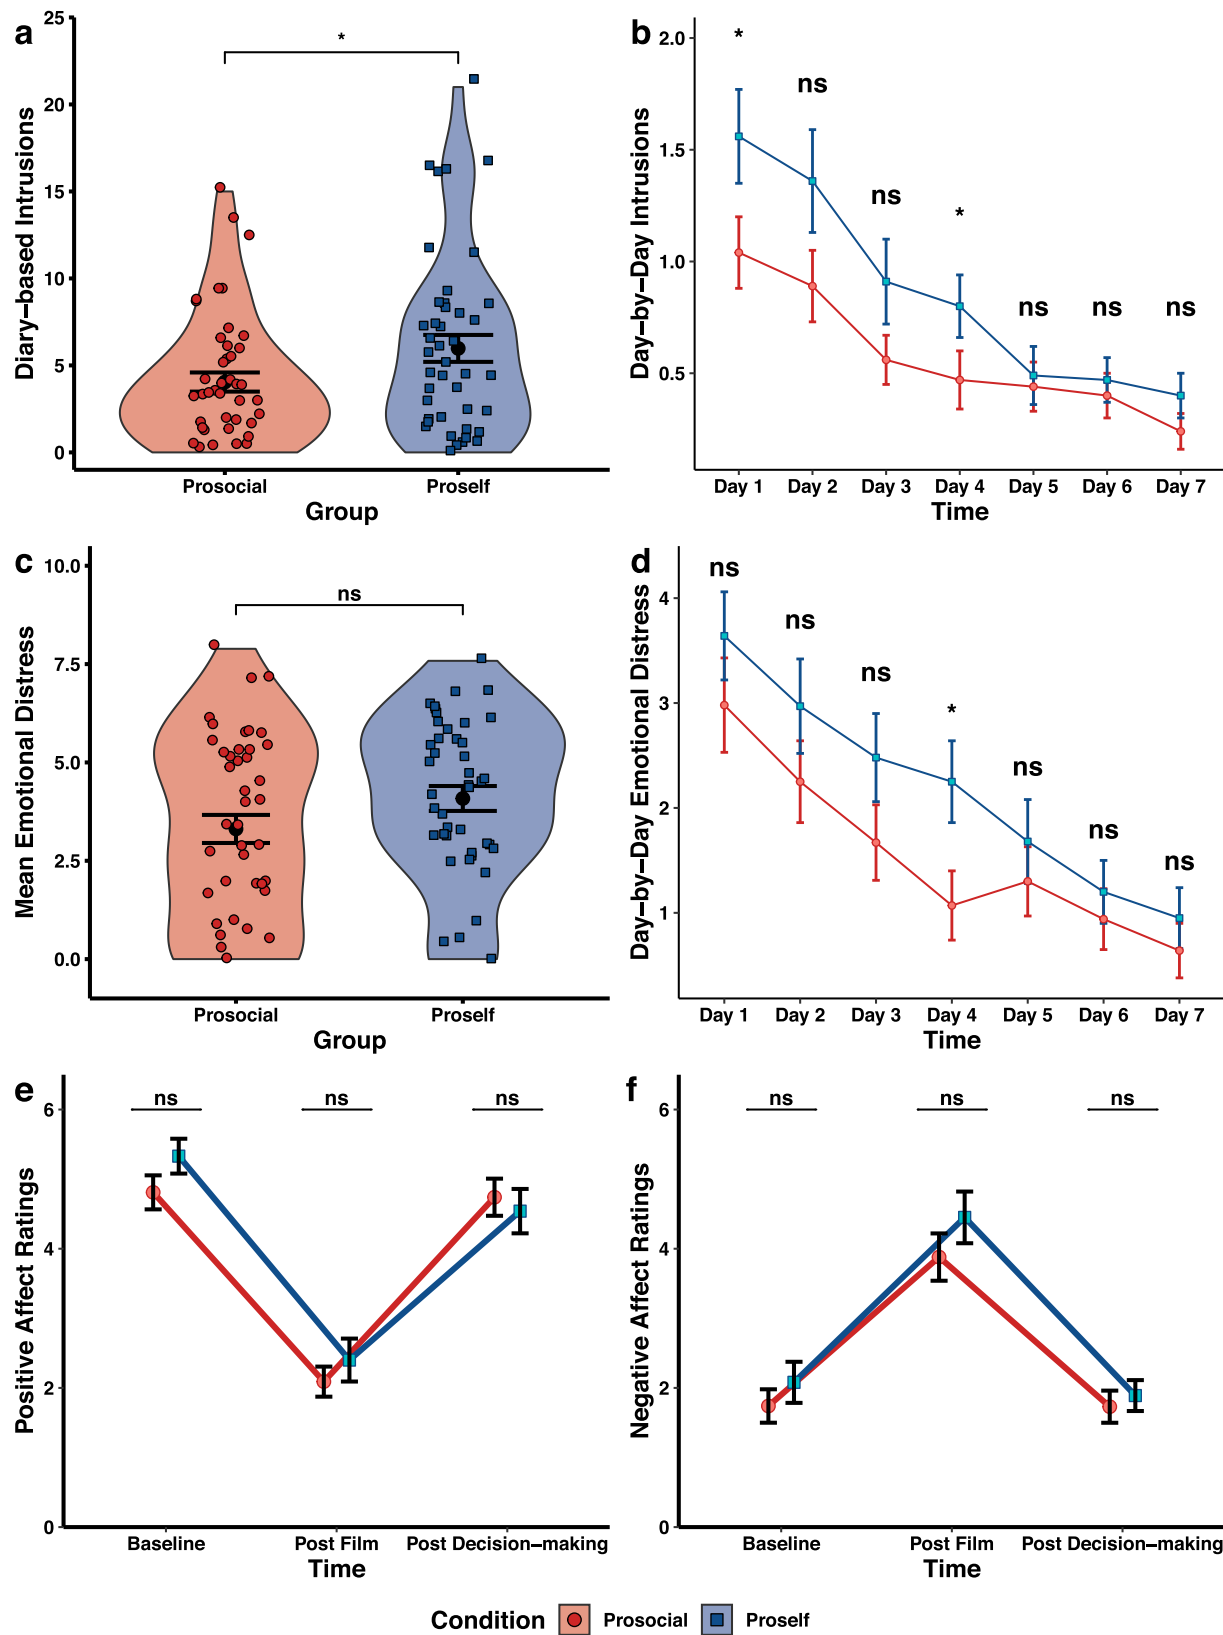 a
Diary−based Intrusions
25
20
15
10
5
0
*
Prosocial Proself
Group
b
Day−by−Day Intrusions
2.0
1.5
1.0
0.5
* ns ns * ns ns ns
Day 1 Day 2 Day 3 Day 4 Day 5 Day 6 Day 7
Time
c
Mean Emotional Distress
10.0
7.5
5.0
2.5
0.0
ns
Prosocial Proself
Group
d
Day−by−Day Emotional Distress
4
3
2
1
ns ns ns * ns ns ns
Day 1 Day 2 Day 3 Day 4 Day 5 Day 6 Day 7
Time
e
Positive Affect Ratings
6
4
2
0
ns ns ns
Baseline Post Film Post Decision−making
Time
f
Negative Affect Ratings
6
4
2
0
ns ns ns
Baseline Post Film Post Decision−making
Time
Condition Prosocial Proself